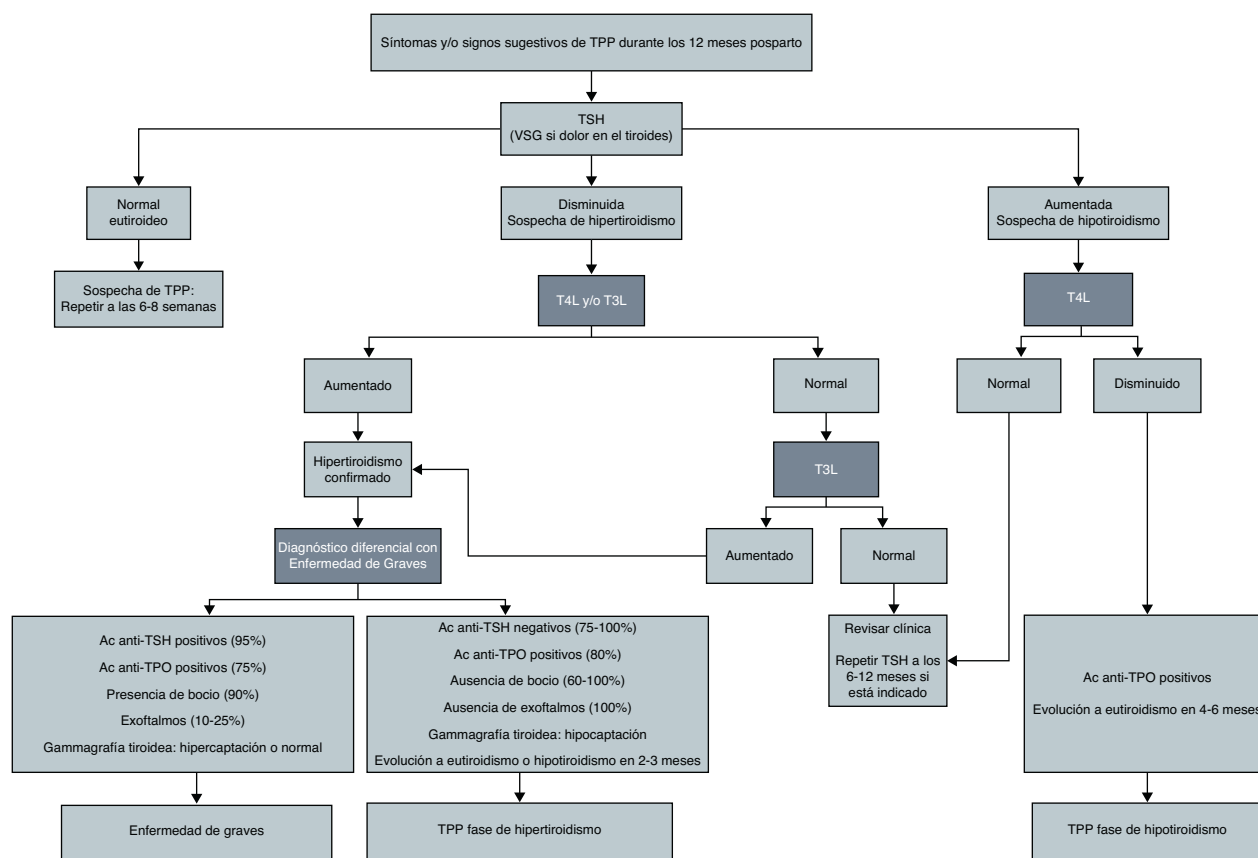 Síntomas y/o signos sugestivos de TPP durante los 12 meses posparto
TSH
(VSG si dolor en el tiroides)
Normal
eutiroideo
Disminuida
Sospecha de hipertiroidismo
Aumentada
Sospecha de hipotiroidismo
Sospecha de TPP:
Repetir a las 6-8 semanas
T4L y/o T3L
T4L
Aumentado
Normal
Normal
Disminuido
Hipertiroidismo
confirmado
T3L
Diagnóstico diferencial con
Enfermedad de Graves
Aumentado
Normal
Ac anti-TSH positivos (95%)
Ac anti-TPO positivos (75%)
Presencia de bocio (90%)
Exoftalmos (10-25%)
Gammagrafía tiroidea: hipercaptación o normal
Ac anti-TSH negativos (75-100%)
Ac anti-TPO positivos (80%)
Ausencia de bocio (60-100%)
Ausencia de exoftalmos (100%)
Gammagrafía tiroidea: hipocaptación
Evolución a eutiroidismo o hipotiroidismo en 2-3 meses
Revisar clínica
Repetir TSH a los
6-12 meses si
está indicado
Ac anti-TPO positivos
Evolución a eutiroidismo en 4-6 meses
Enfermedad de graves
TPP fase de hipertiroidismo
TPP fase de hipotiroidismo